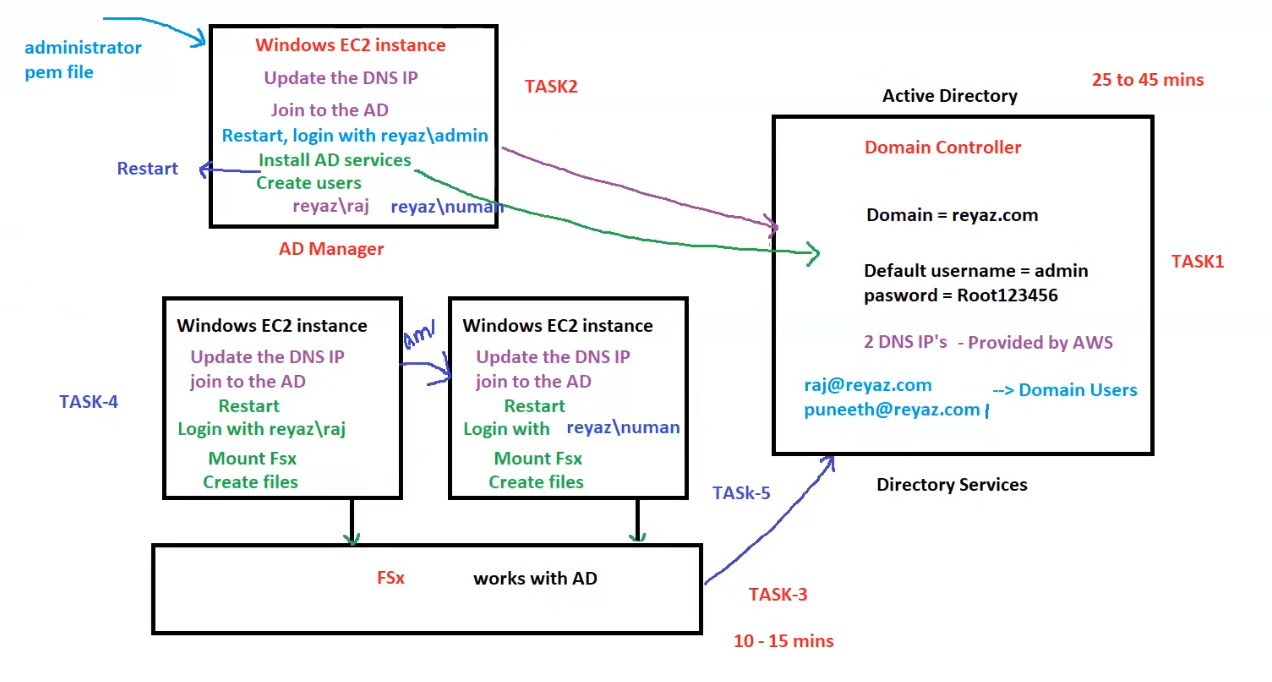 administrator
pem file
Windows EC2 instance
Update the DNS IP
Join to the AD
Restart, login with reyaz\admin
Install AD services
Create users
reyaz\raj reyaz\numan
Restart
AD Manager
TASK2
25 to 45 mins
Active Directory
Domain Controller
Domain = reyaz.com
Default username = admin
pasword = Root123456
2 DNS IP's - Provided by AWS
raj@reyaz.com
puneeth@reyaz.com
--> Domain Users
TASK1
Directory Services
TASK-4
Windows EC2 instance
Update the DNS IP
join to the AD
Restart
Login with reyaz\raj
Mount Fsx
Create files
ami
Windows EC2 instance
Update the DNS IP
join to the AD
Restart
Login with reyaz\numan
Mount Fsx
Create files
TASk-5
FSx works with AD
TASK-3
10 - 15 mins